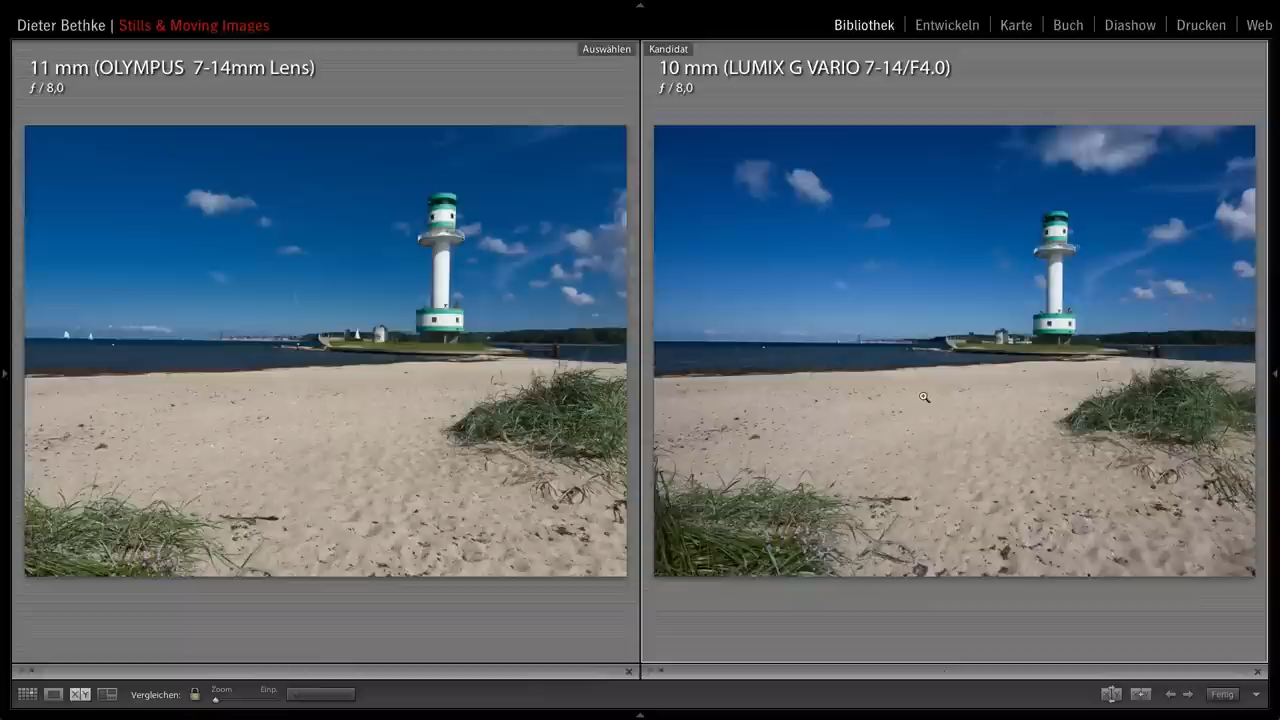 Dieter Bethke | Stills & Moving Images
Bibliothek | Entwickeln | Karte | Buch | Diashow | Drucken | Web
Auswählen
Kandidat
11 mm (OLYMPUS 7-14mm Lens)
ƒ / 8,0
10 mm (LUMIX G VARIO 7-14/F4.0)
ƒ / 8,0
XY Vergleichen: Zoom Einp. Fertig